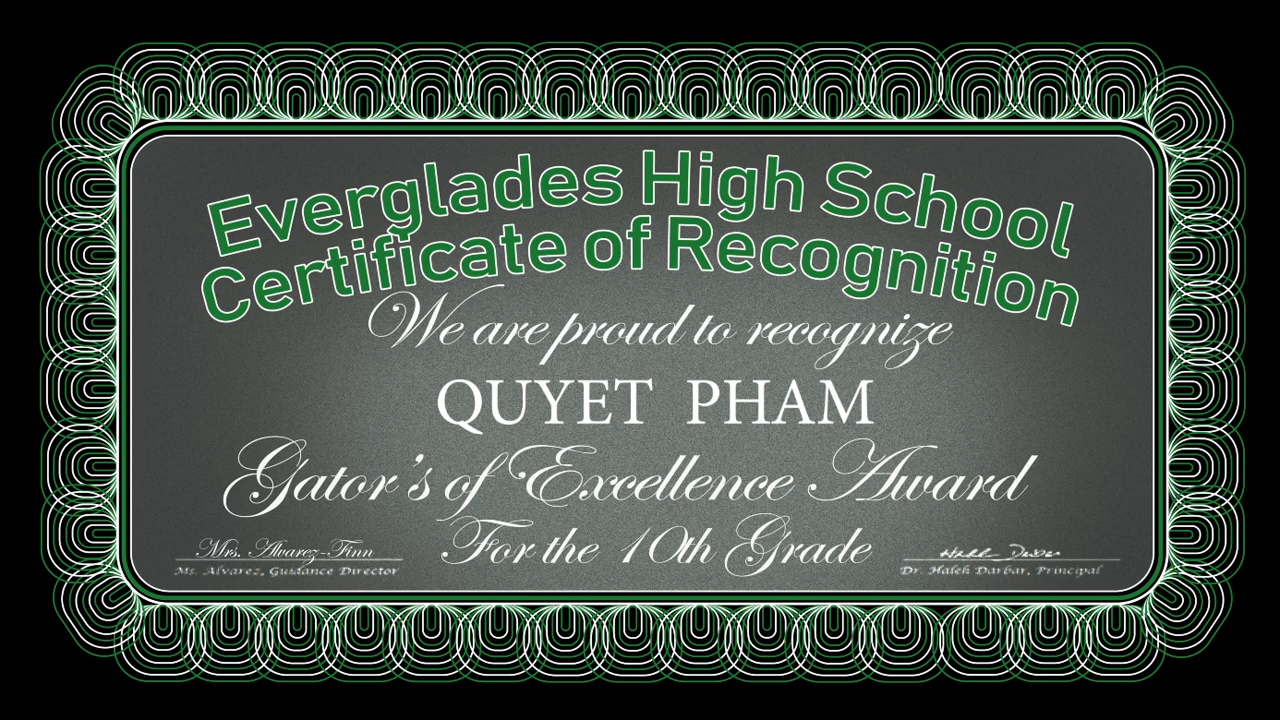 Everglades High School
Certificate of Recognition
We are proud to recognize
QUYET PHAM
Gator's of Excellence Award
For the 10th Grade
Mrs. Alvarez-Finn
Ms. Alvarez, Guidance Director
Dr. Haleh Darbar, Principal